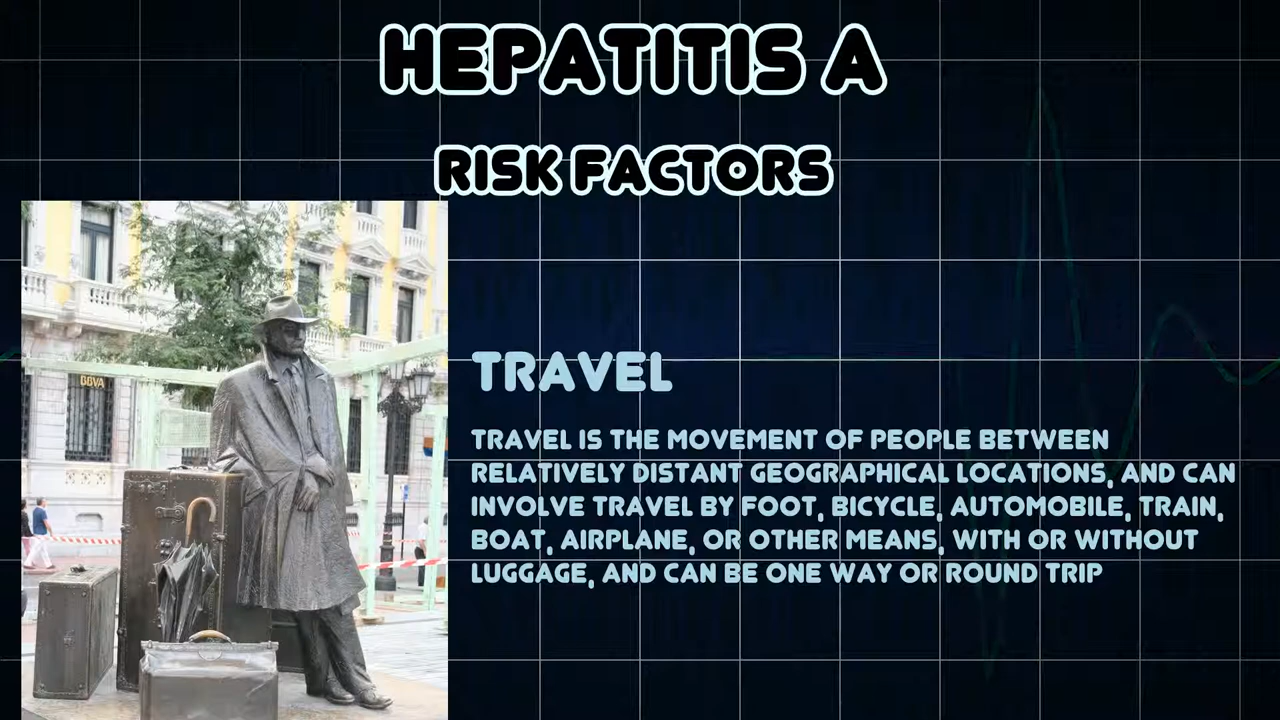 HEPATITIS A
RISK FACTORS
BBVA
TRAVEL
TRAVEL IS THE MOVEMENT OF PEOPLE BETWEEN
RELATIVELY DISTANT GEOGRAPHICAL LOCATIONS, AND CAN
INVOLVE TRAVEL BY FOOT, BICYCLE, AUTOMOBILE, TRAIN,
BOAT, AIRPLANE, OR OTHER MEANS, WITH OR WITHOUT
LUGGAGE, AND CAN BE ONE WAY OR ROUND TRIP